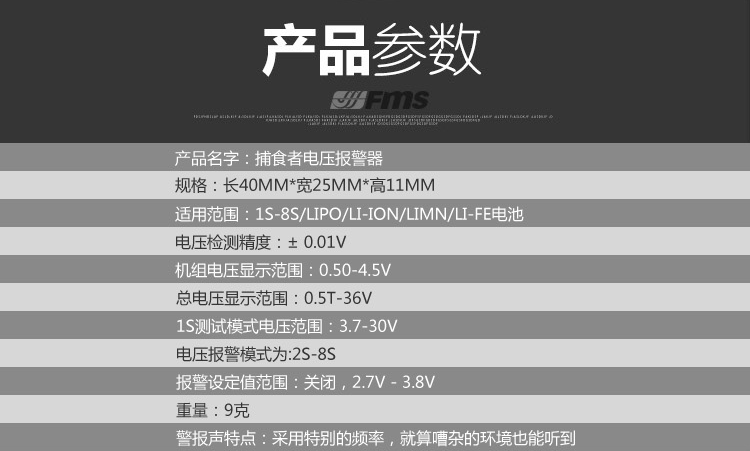 产品参数
FMS
产品名字：捕食者电压报警器
规格：长40MM*宽25MM*高11MM
适用范围：1S-8S/LIPO/LI-ION/LIMN/LI-FE电池
电压检测精度：± 0.01V
机组电压显示范围：0.50-4.5V
总电压显示范围：0.5T-36V
1S测试模式电压范围：3.7-30V
电压报警模式为:2S-8S
报警设定值范围：关闭，2.7V - 3.8V
重量：9克
警报声特点：采用特别的频率，就算嘈杂的环境也能听到